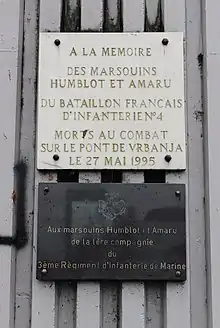 A LA MEMOIRE
DES MARSOUINS
HUMBLOT ET AMARU
DU BATAILLON FRANCAIS
D'INFANTERIE N°4
MORTS AU COMBAT
SUR LE PONT DE VRBANJA
LE 27 MAI 1995
Aux marsouins Humblot et Amaru
de la 1ère compagnie
du
3ème Régiment d'Infanterie de Marine